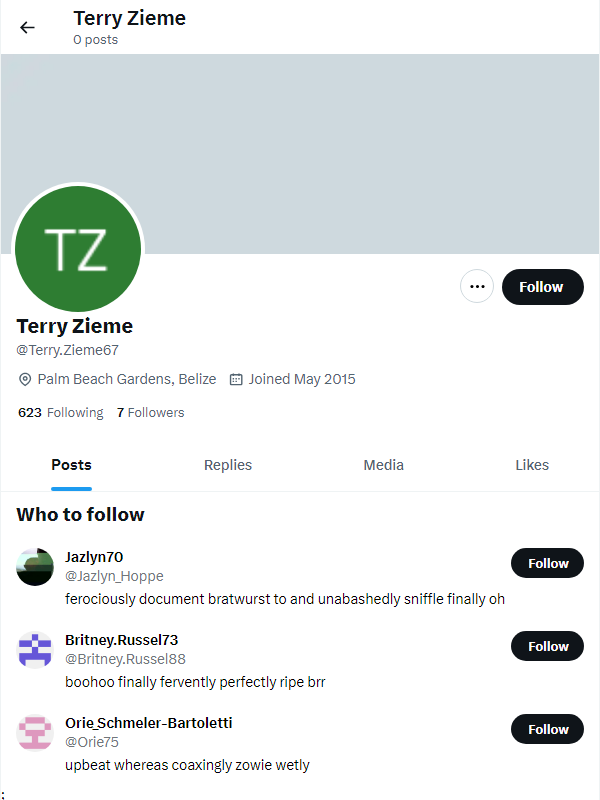 Terry Zieme
0 posts
TZ
Follow
Terry Zieme
@Terry.Zieme67
Palm Beach Gardens, Belize Joined May 2015
623 Following 7 Followers
Posts Replies Media Likes
Who to follow
Jazlyn70
@Jazlyn_Hoppe
Follow
ferociously document bratwurst to and unabashedly sniffle finally oh
Britney.Russel73
@Britney.Russel88
Follow
boohoo finally fervently perfectly ripe brr
Orie_Schmeler-Bartoletti
@Orie75
Follow
upbeat whereas coaxingly zowie wetly
;